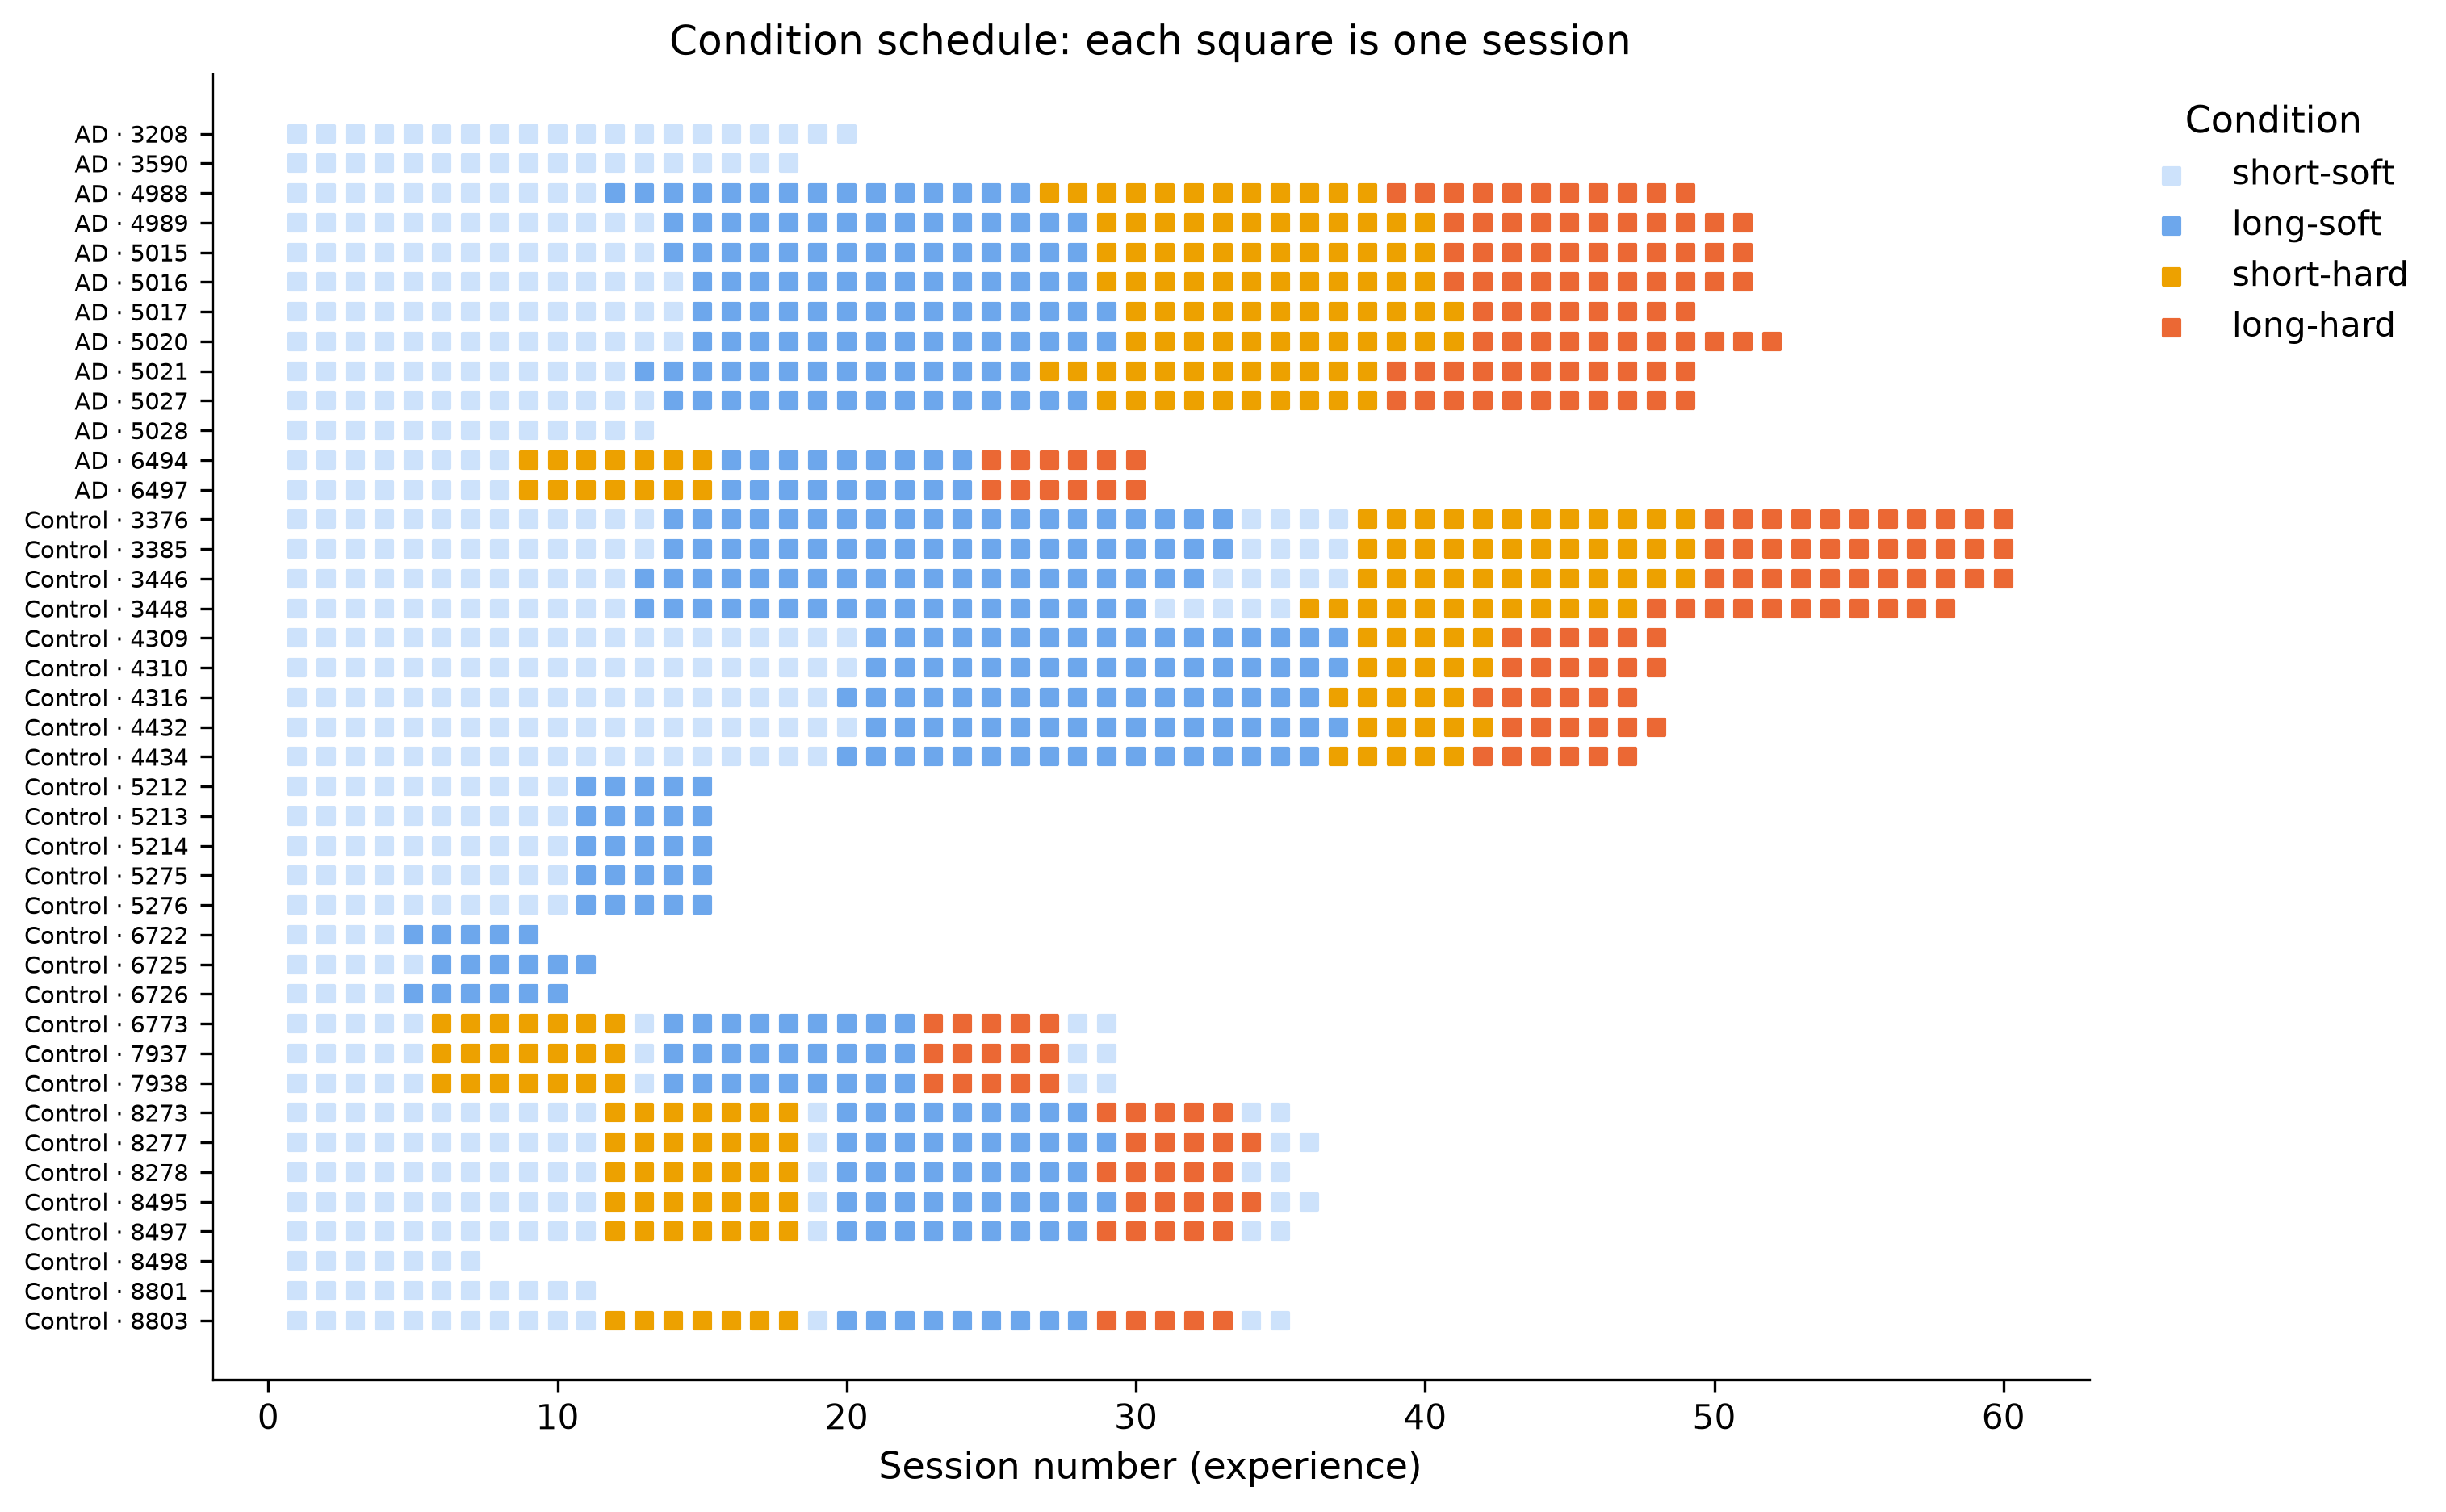 Condition schedule: each square is one session
Condition
short-soft
long-soft
short-hard
long-hard
AD · 3208
AD · 3590
AD · 4988
AD · 4989
AD · 5015
AD · 5016
AD · 5017
AD · 5020
AD · 5021
AD · 5027
AD · 5028
AD · 6494
AD · 6497
Control · 3376
Control · 3385
Control · 3446
Control · 3448
Control · 4309
Control · 4310
Control · 4316
Control · 4432
Control · 4434
Control · 5212
Control · 5213
Control · 5214
Control · 5275
Control · 5276
Control · 6722
Control · 6725
Control · 6726
Control · 6773
Control · 7937
Control · 7938
Control · 8273
Control · 8277
Control · 8278
Control · 8495
Control · 8497
Control · 8498
Control · 8801
Control · 8803
0 10 20 30 40 50 60
Session number (experience)